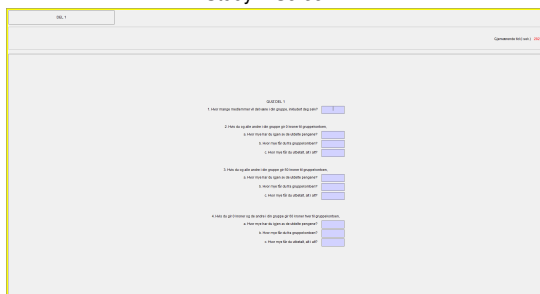 DEL 1
Gjenstående tid (i sek.)
QUIZ DEL 1
1. Hvor mange medlemmer vil det være i din gruppe, inkludert deg selv?
2. Hvis du og alle andre i din gruppe gir 0 kroner til gruppekontoen,
a. Hvor mye har du igjen av de utdelte pengene?
b. Hvor mye får du fra gruppekontoen?
c. Hvor mye får du utbetalt, alt i alt?
3. Hvis du og alle andre i din gruppe gir 60 kroner til gruppekontoen,
a. Hvor mye har du igjen av de utdelte pengene?
b. Hvor mye får du fra gruppekontoen?
c. Hvor mye får du utbetalt, alt i alt?
4. Hvis du gir 0 kroner og de andre i din gruppe gir 60 kroner hver til gruppekontoen,
a. Hvor mye har du igjen av de utdelte pengene?
b. Hvor mye får du fra gruppekontoen?
c. Hvor mye får du utbetalt, alt i alt?